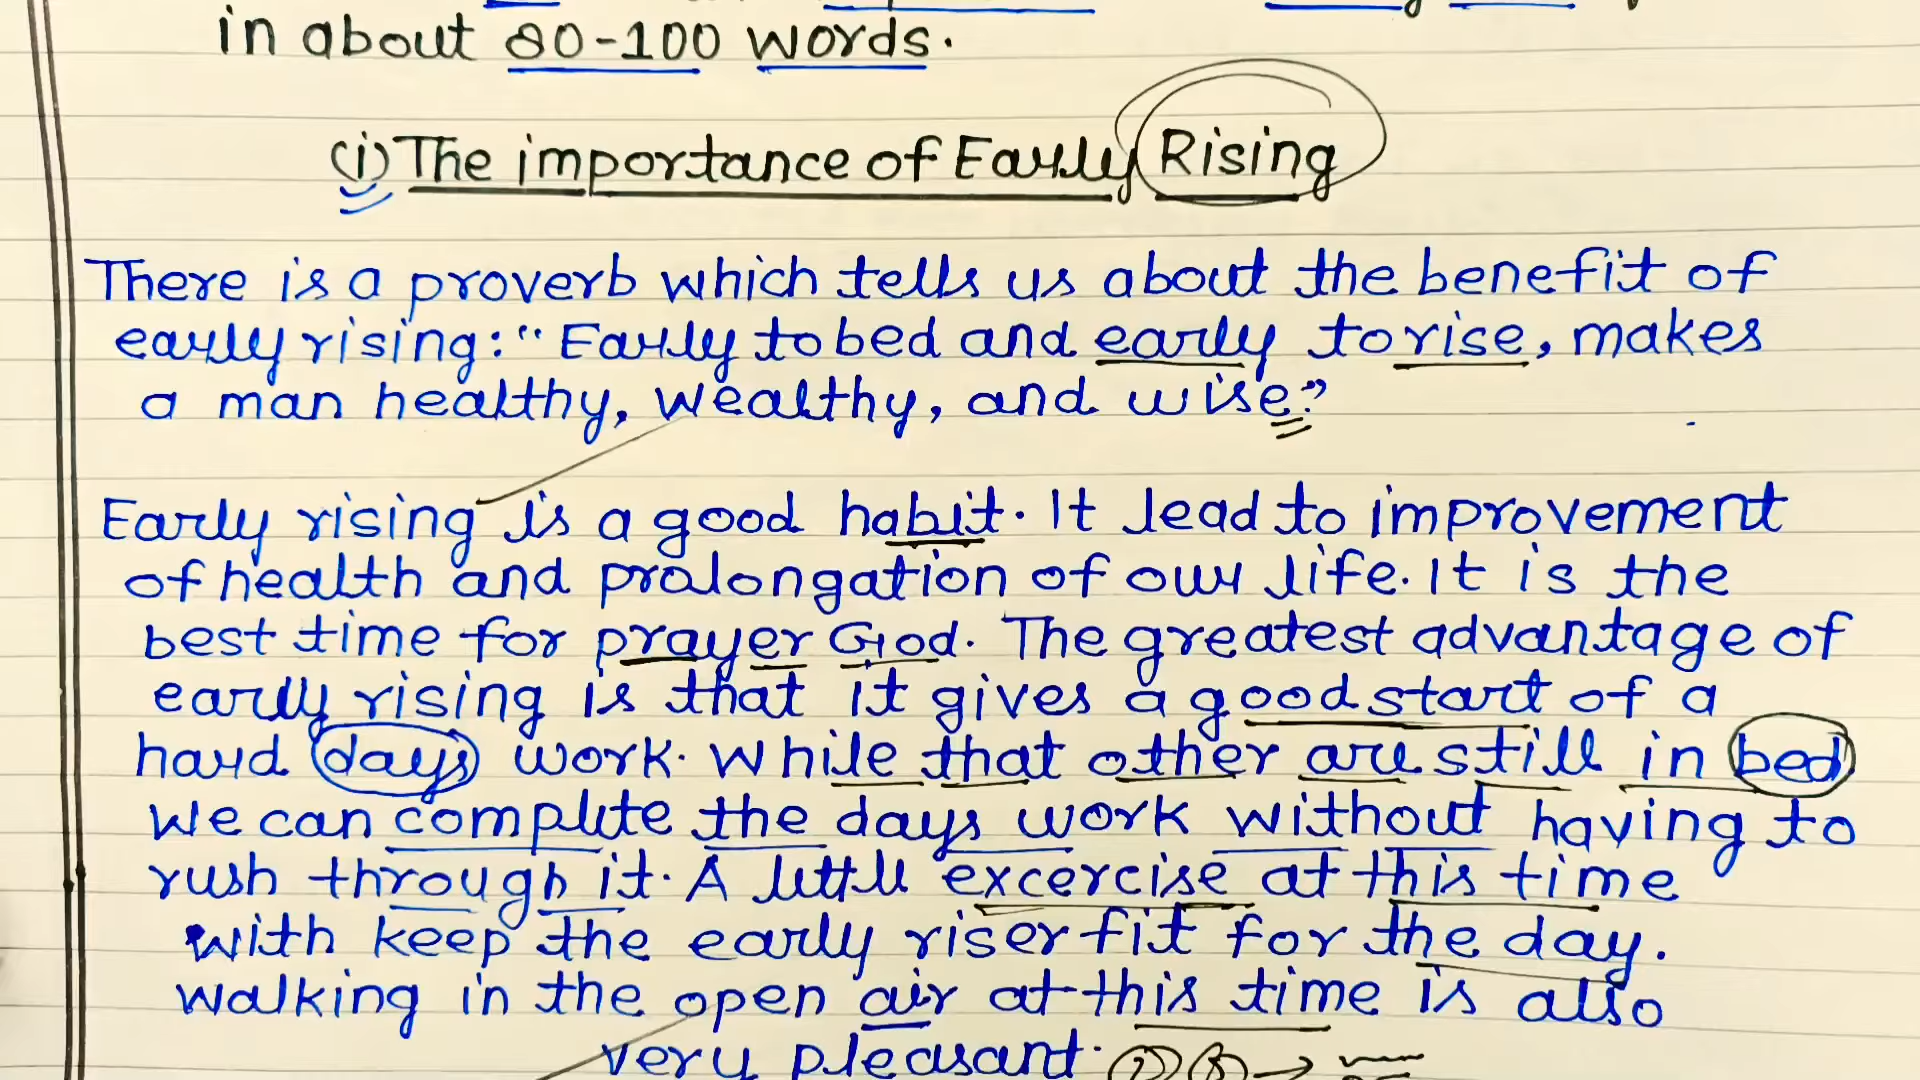 in about 80-100 words.
(i) The importance of Early Rising
There is a proverb which tells us about the benefit of
early rising: "Early to bed and early to rise, makes
a man healthy, wealthy, and wise."
Early rising is a good habit. It lead to improvement
of health and prolongation of our life. It is the
best time for prayer God. The greatest advantage of
early rising is that it gives a good start of a
hard days work. While that other are still in bed
We can complete the days work without having to
rush through it. A little excercise at this time
with keep the early riser fit for the day.
Walking in the open air at this time is also
very pleasant.